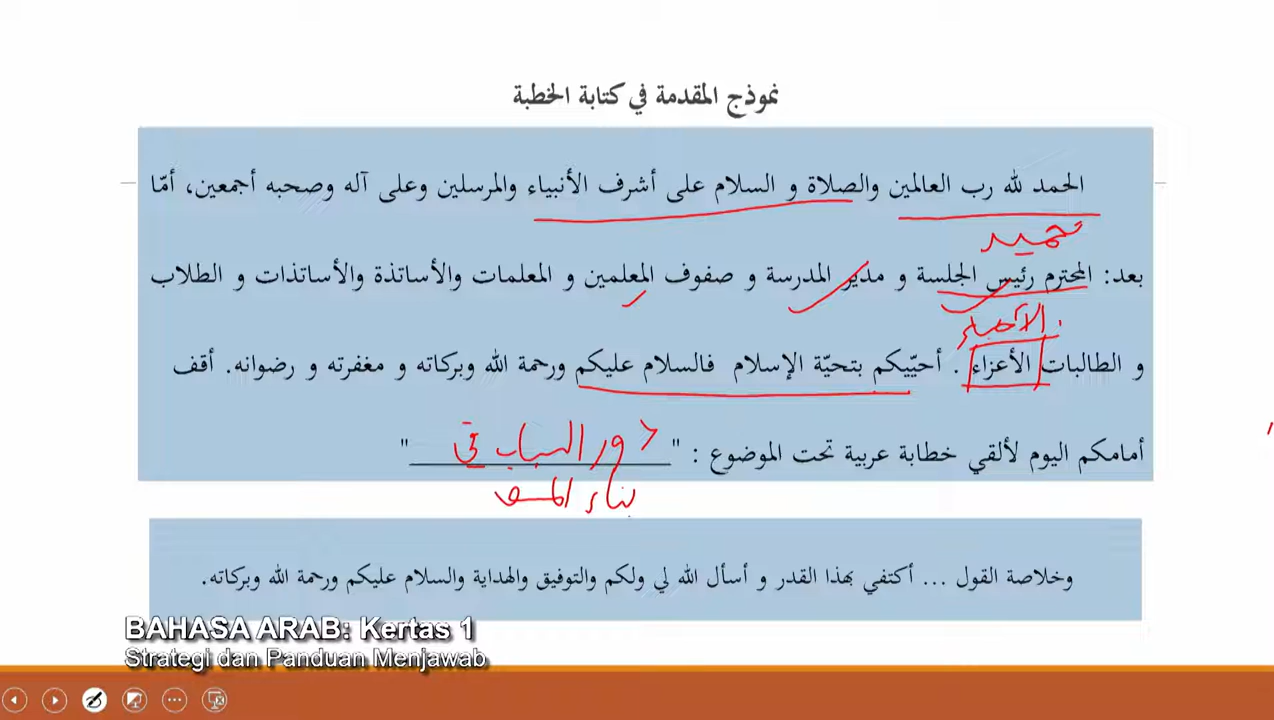 نموذج المقدمة في كتابة الخطبة
الحمد لله رب العالمين والصلاة و السلام على أشرف الأنبياء والمرسلين وعلى آله وصحبه أجمعين، أمّا
تحميد
بعد: المحترم رئيس الجلسة و مدير المدرسة و صفوف المعلمين و المعلمات والأساتذة والأساتذات و الطلاب
الأحباء
و الطالبات الأعزاء . أحيّيكم بتحيّة الإسلام فالسلام عليكم ورحمة الله وبركاته و مغفرته و رضوانه. أقف
أمامكم اليوم لألقي خطابة عربية تحت الموضوع : " دور الشباب في "
بناء
وخلاصة القول ... أكتفي بهذا القدر و أسأل الله لي ولكم والتوفيق والهداية والسلام عليكم ورحمة الله وبركاته.
BAHASA ARAB: Kertas 1
Strategi dan Panduan Menjawab